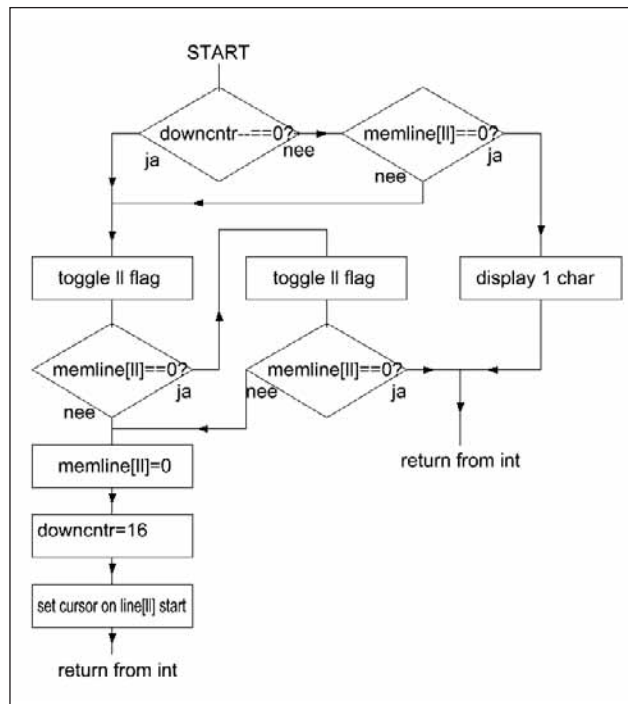 START
downcntr--==0?
memline[ll]==0?
ja
nee
nee
ja
toggle ll flag
toggle ll flag
display 1 char
memline[ll]==0?
memline[ll]==0?
nee
ja
nee
ja
memline[ll]=0
return from int
downcntr=16
set cursor on line[ll] start
return from int